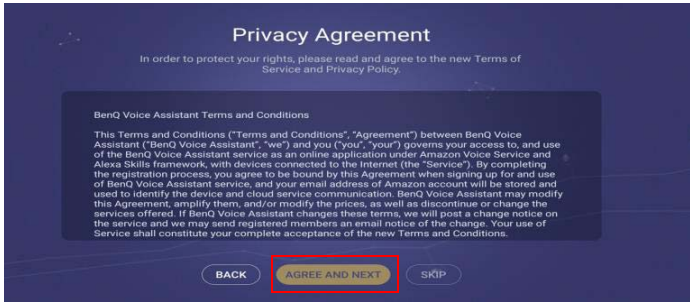 Privacy Agreement
In order to protect your rights, please read and agree to the new Terms of
Service and Privacy Policy.
BenQ Voice Assistant Terms and Conditions
This Terms and Conditions ("Terms and Conditions", "Agreement") between BenQ Voice
Assistant ("BenQ Voice Assistant", "we") and you ("you", "your") governs your access to, and use
of the BenQ Voice Assistant service as an online application under Amazon Voice Service and
Alexa Skills framework, with devices connected to the Internet (the "Service"). By completing
the registration process, you agree to be bound by this Agreement when signing up for and use
of BenQ Voice Assistant service, and your email address of Amazon account will be stored and
used to identify the device and cloud service communication. BenQ Voice Assistant may modify
this Agreement, amplify them, and/or modify the prices, as well as discontinue or change the
services offered. If BenQ Voice Assistant changes these terms, we will post a change notice on
the service and we may send registered members an email notice of the change. Your use of
Service shall constitute your complete acceptance of the new Terms and Conditions.
BACK AGREE AND NEXT SKIP